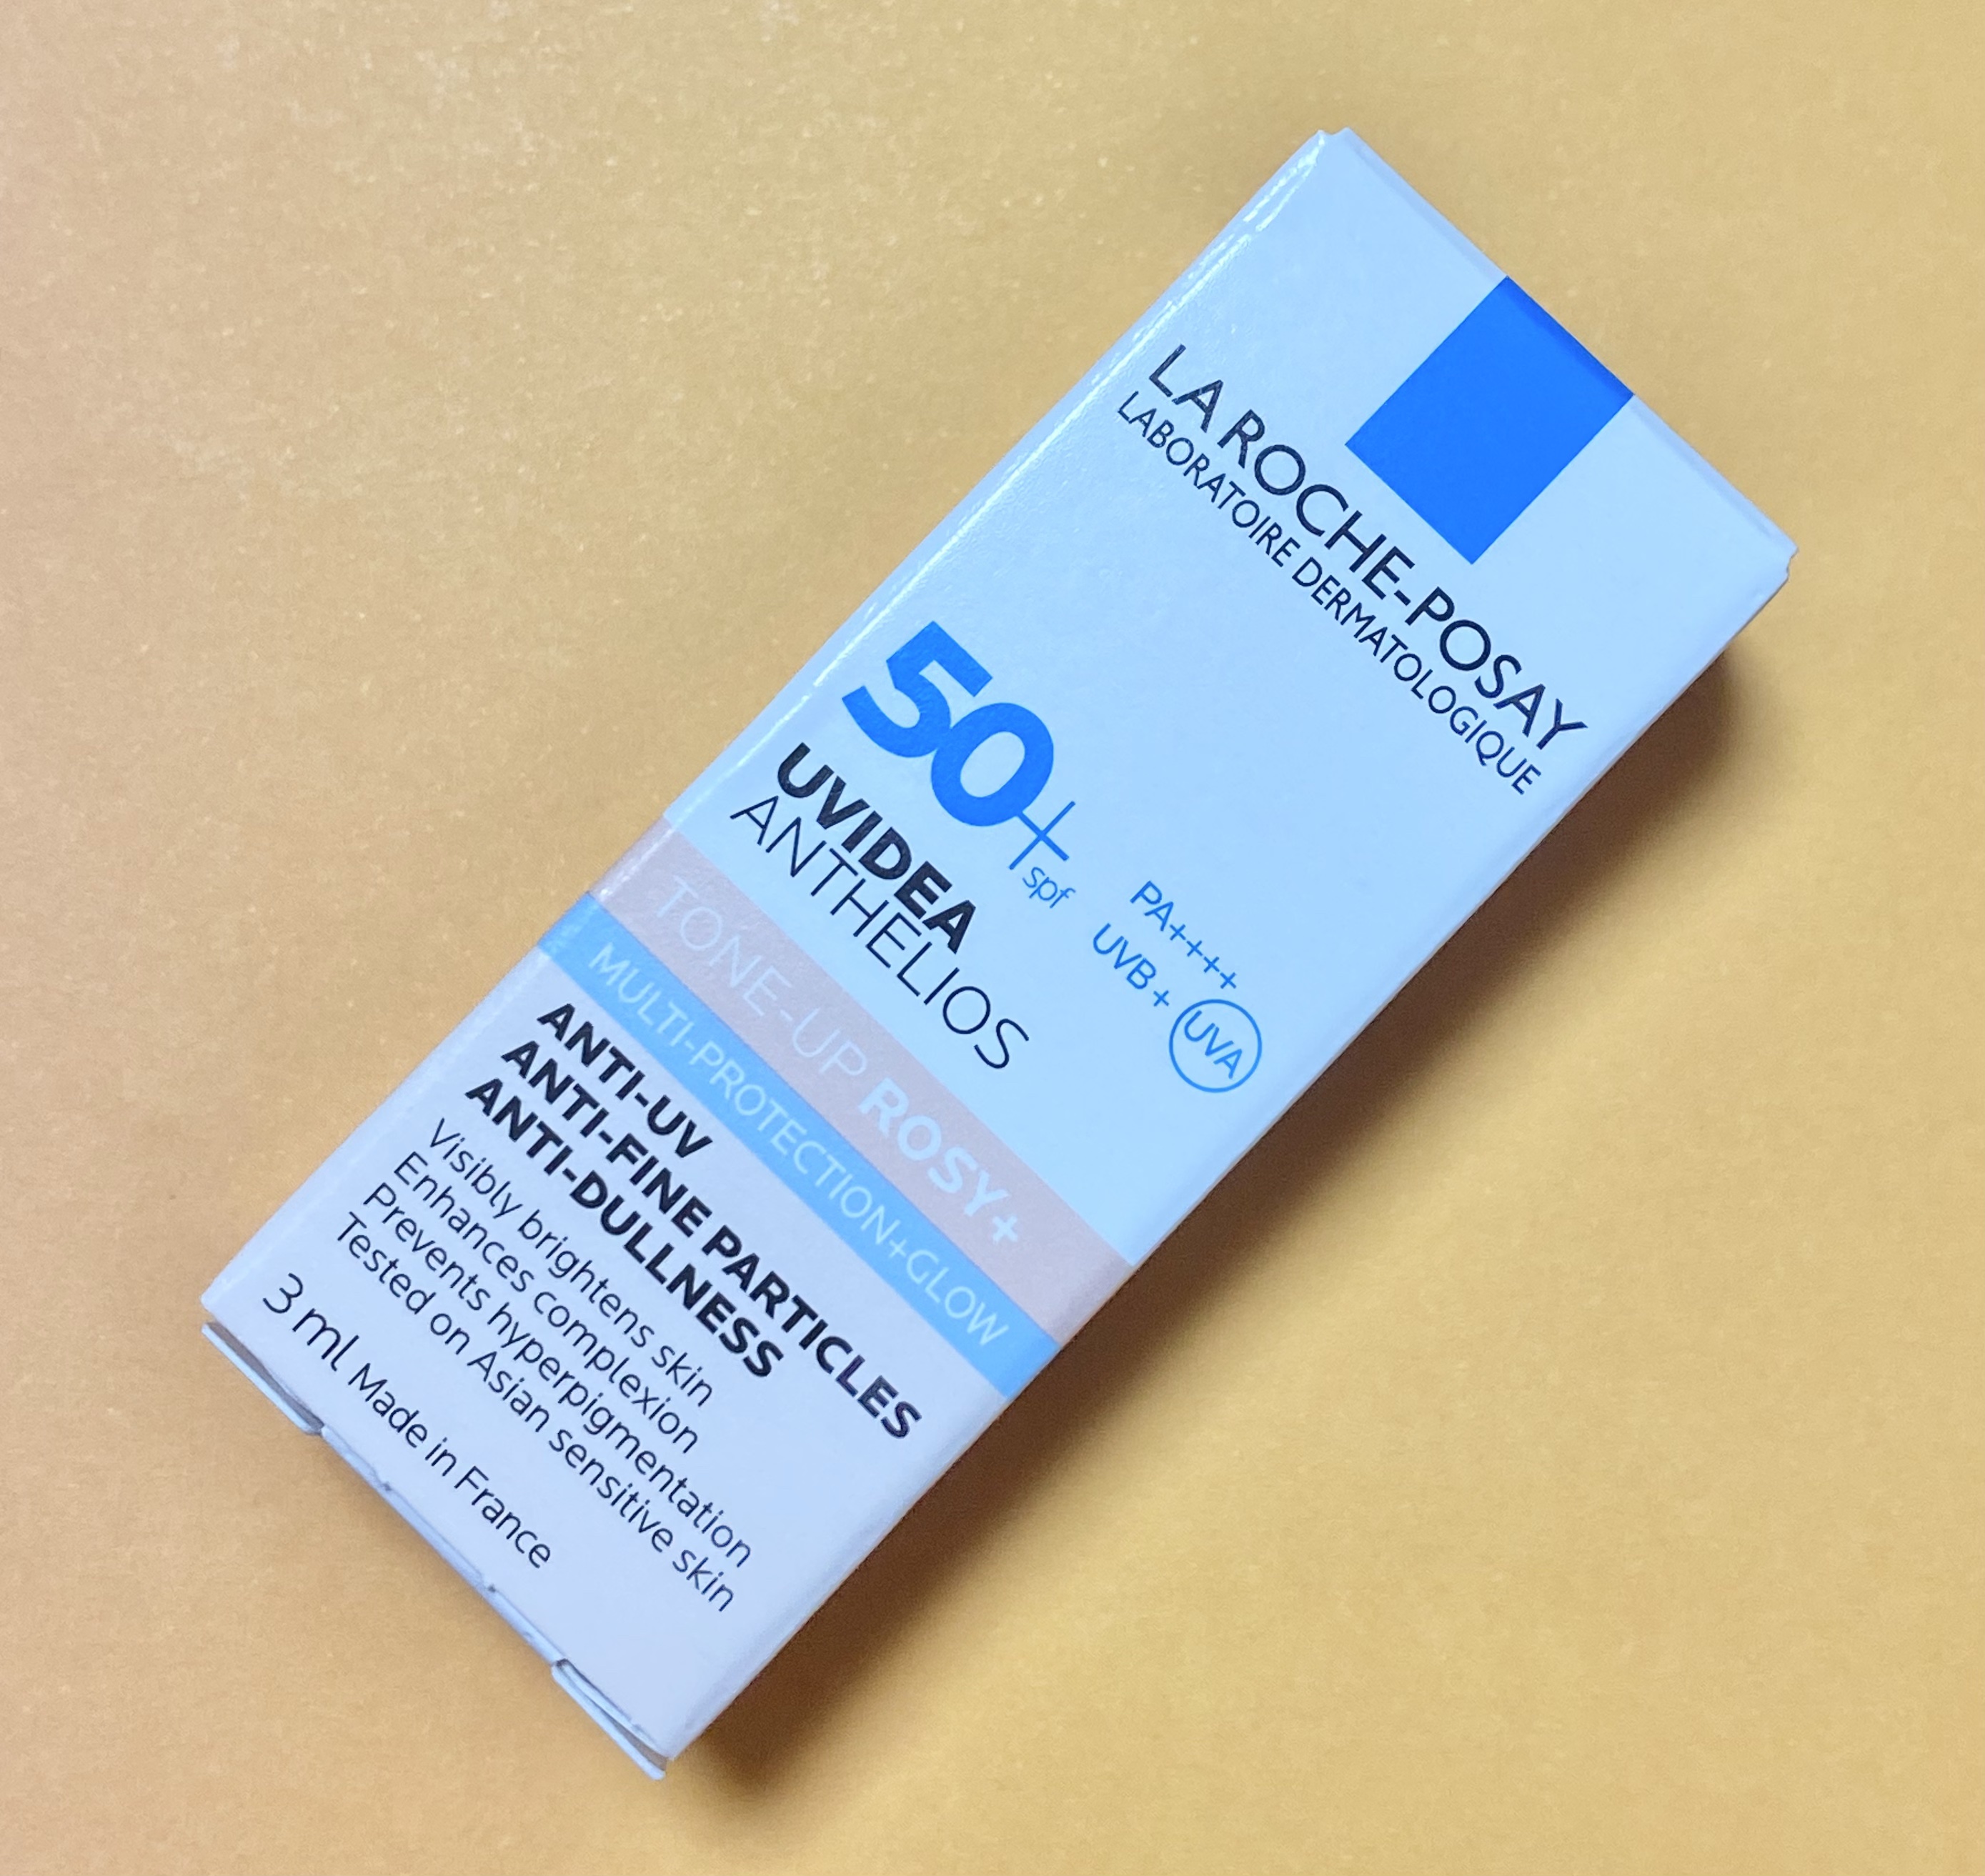 LA ROCHE-POSAY
LABORATOIRE DERMATOLOGIQUE
50+ spf
PA++++
UVB+ UVA
UVIDEA
ANTHELIOS
TONE-UP ROSY+
MULTI-PROTECTION+GLOW
ANTI-UV
ANTI-FINE PARTICLES
ANTI-DULLNESS
Visibly brightens skin
Enhances complexion
Prevents hyperpigmentation
Tested on Asian sensitive skin
3 ml Made in France